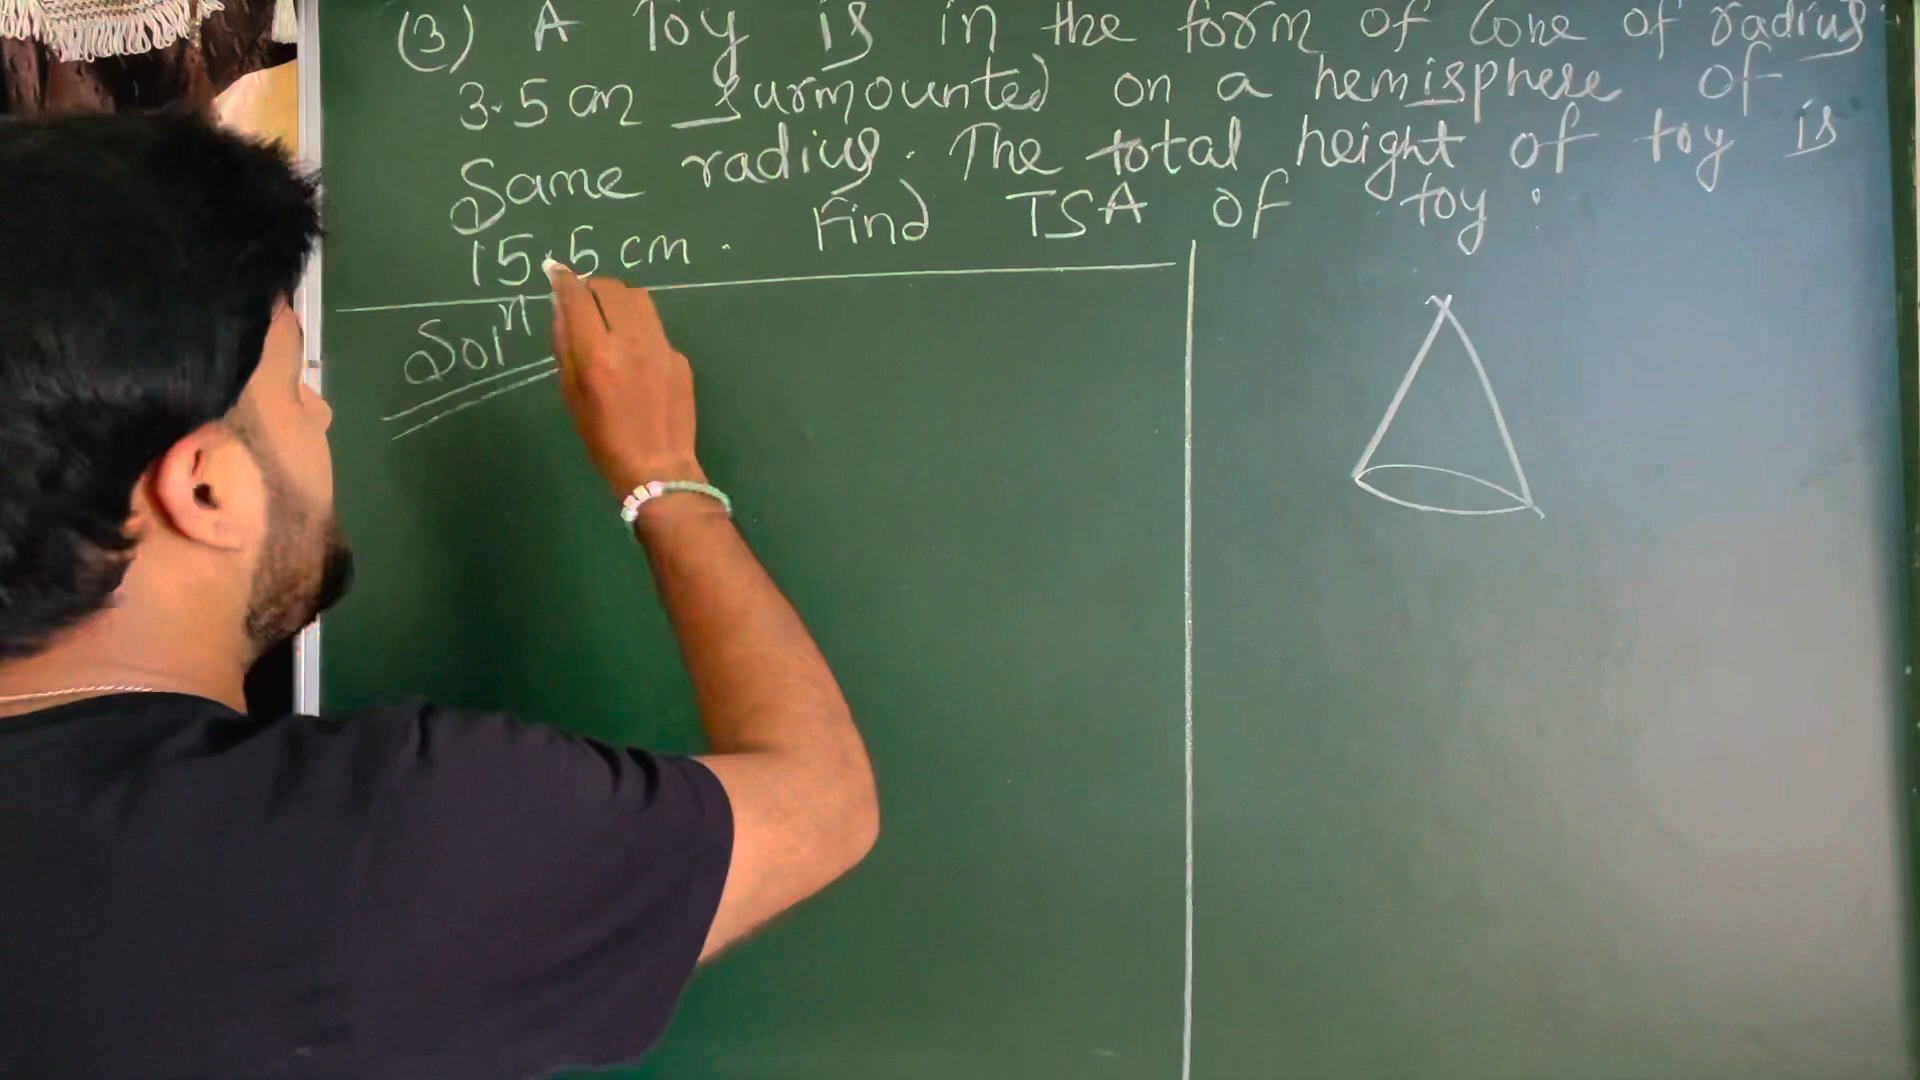 (3) A Toy is in the form of Cone of radius
3.5 cm surmounted on a hemisphere of
Same radius. The total height of toy is
15.5 cm. Find TSA of toy.
Solⁿ